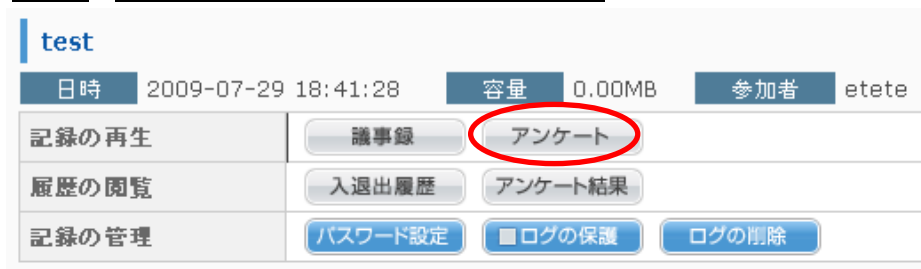 test
日時 2009-07-29 18:41:28 容量 0.00MB 参加者 etete
記録の再生 議事録 アンケート
履歴の閲覧 入退出履歴 アンケート結果
記録の管理 パスワード設定 ログの保護 ログの削除